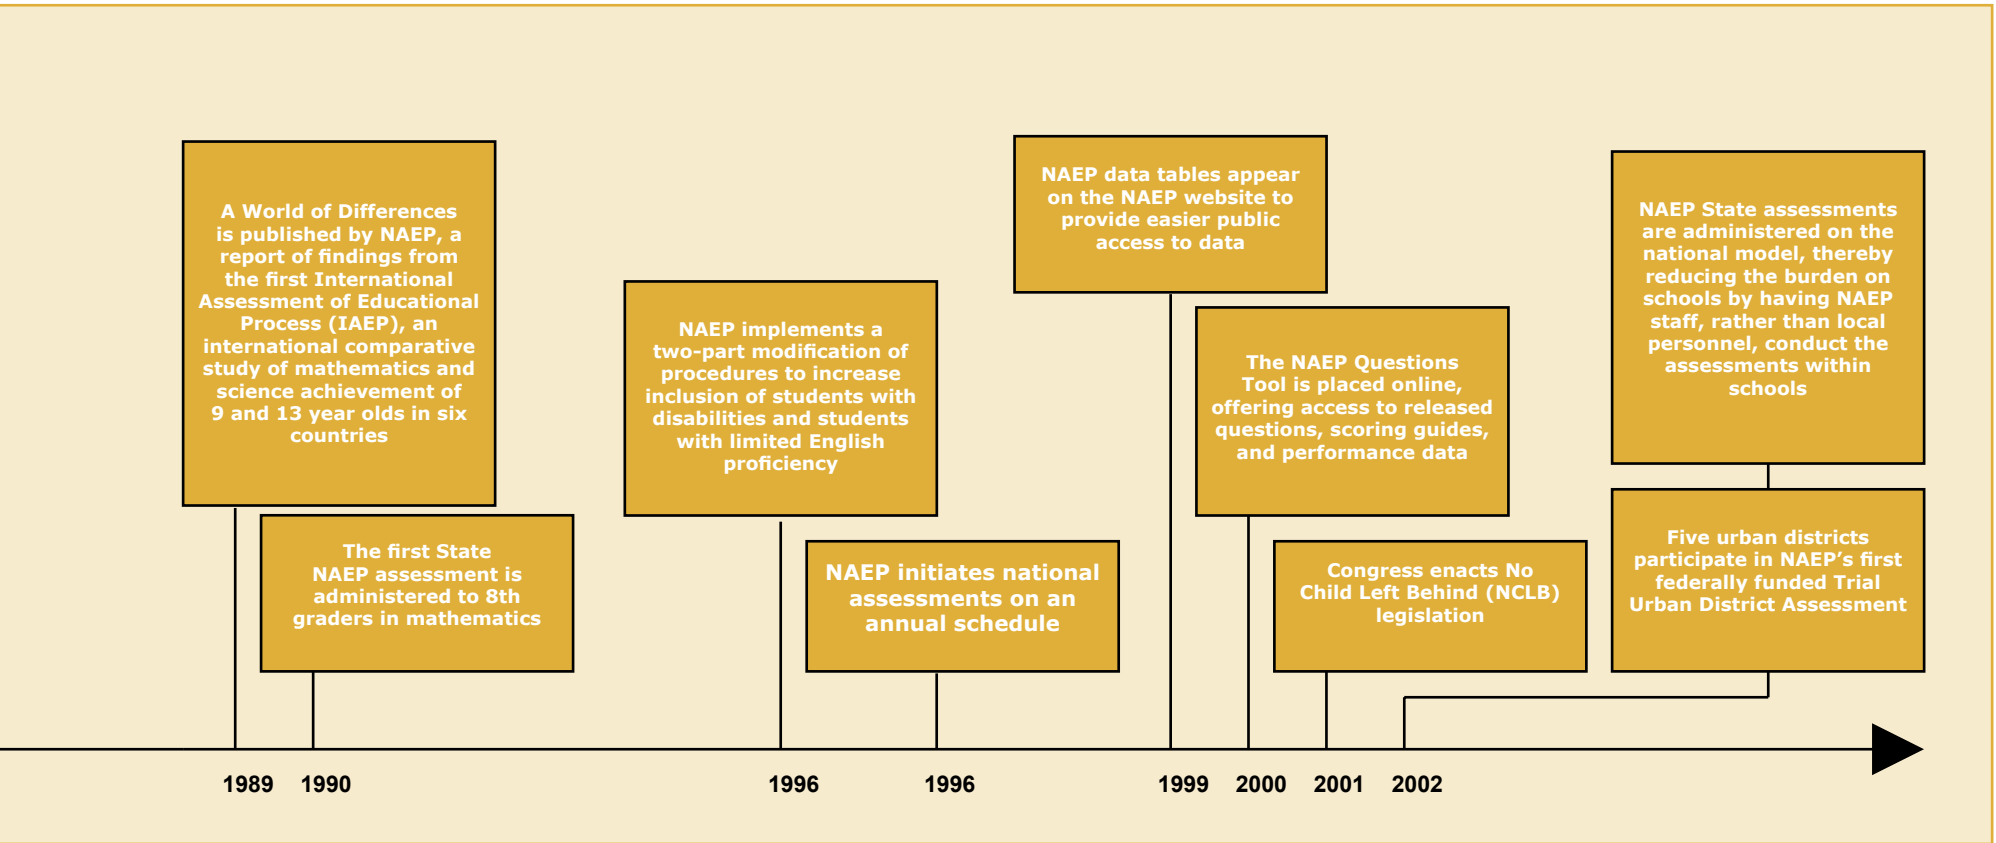 A World of Differences
is published by NAEP, a
report of findings from
the first International
Assessment of Educational
Process (IAEP), an
international comparative
study of mathematics and
science achievement of
9 and 13 year olds in six
countries
The first State
NAEP assessment is
administered to 8th
graders in mathematics
NAEP implements a
two-part modification of
procedures to increase
inclusion of students with
disabilities and students
with limited English
proficiency
NAEP initiates national
assessments on an
annual schedule
NAEP data tables appear
on the NAEP website to
provide easier public
access to data
The NAEP Questions
Tool is placed online,
offering access to released
questions, scoring guides,
and performance data
Congress enacts No
Child Left Behind (NCLB)
legislation
NAEP State assessments
are administered on the
national model, thereby
reducing the burden on
schools by having NAEP
staff, rather than local
personnel, conduct the
assessments within
schools
Five urban districts
participate in NAEP’s first
federally funded Trial
Urban District Assessment
1989 1990 1996 1996 1999 2000 2001 2002